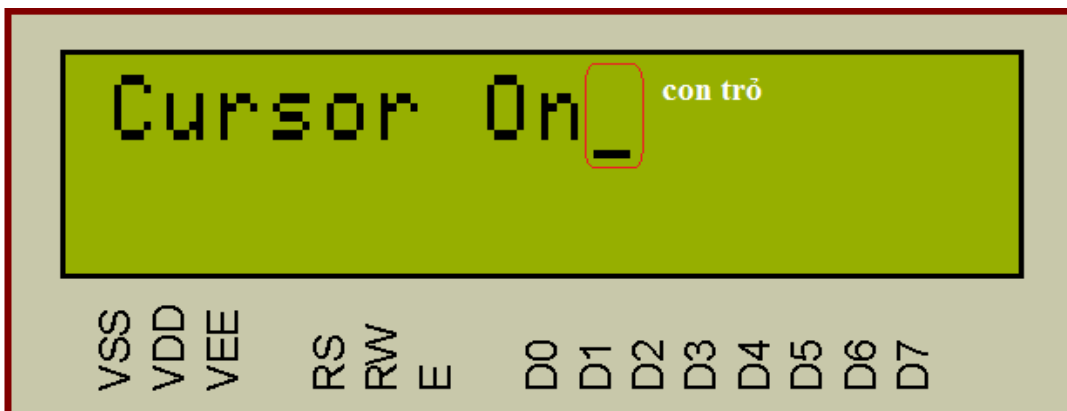 Cursor On_ con trỏ
VSS VDD VEE RS RW E D0 D1 D2 D3 D4 D5 D6 D7